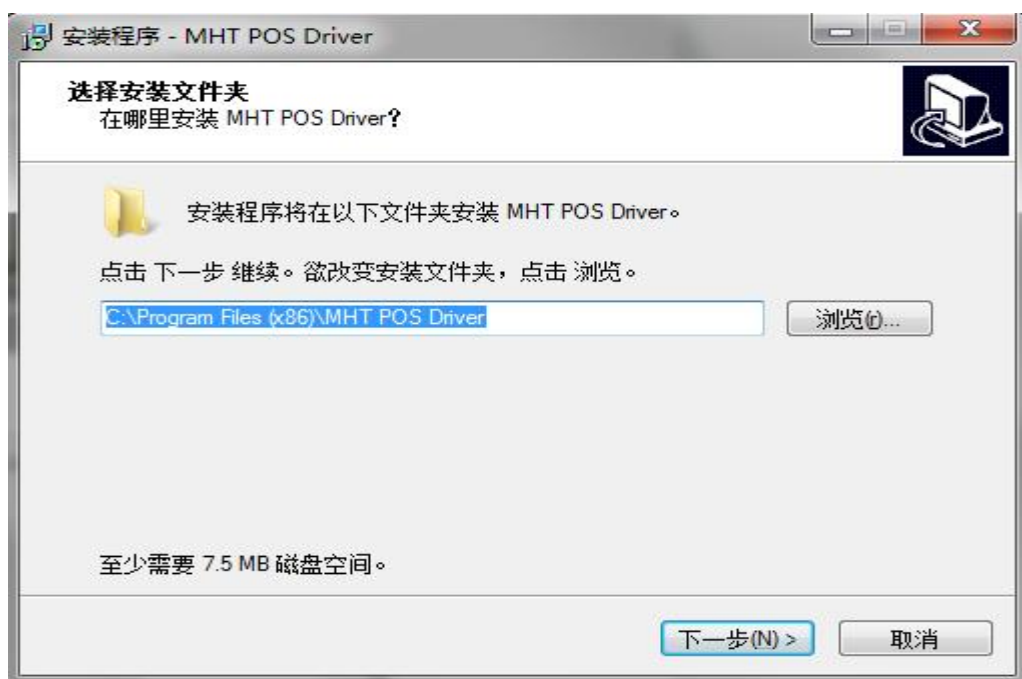 安装程序 - MHT POS Driver
选择安装文件夹
在哪里安装 MHT POS Driver?
安装程序将在以下文件夹安装 MHT POS Driver。
点击 下一步 继续。欲改变安装文件夹，点击 浏览。
C:\Program Files (x86)\MHT POS Driver
浏览(r)...
至少需要 7.5 MB 磁盘空间。
下一步(N) >
取消